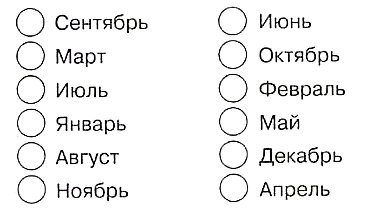 Сентябрь
Март
Июль
Январь
Август
Ноябрь
Июнь
Октябрь
Февраль
Май
Декабрь
Апрель